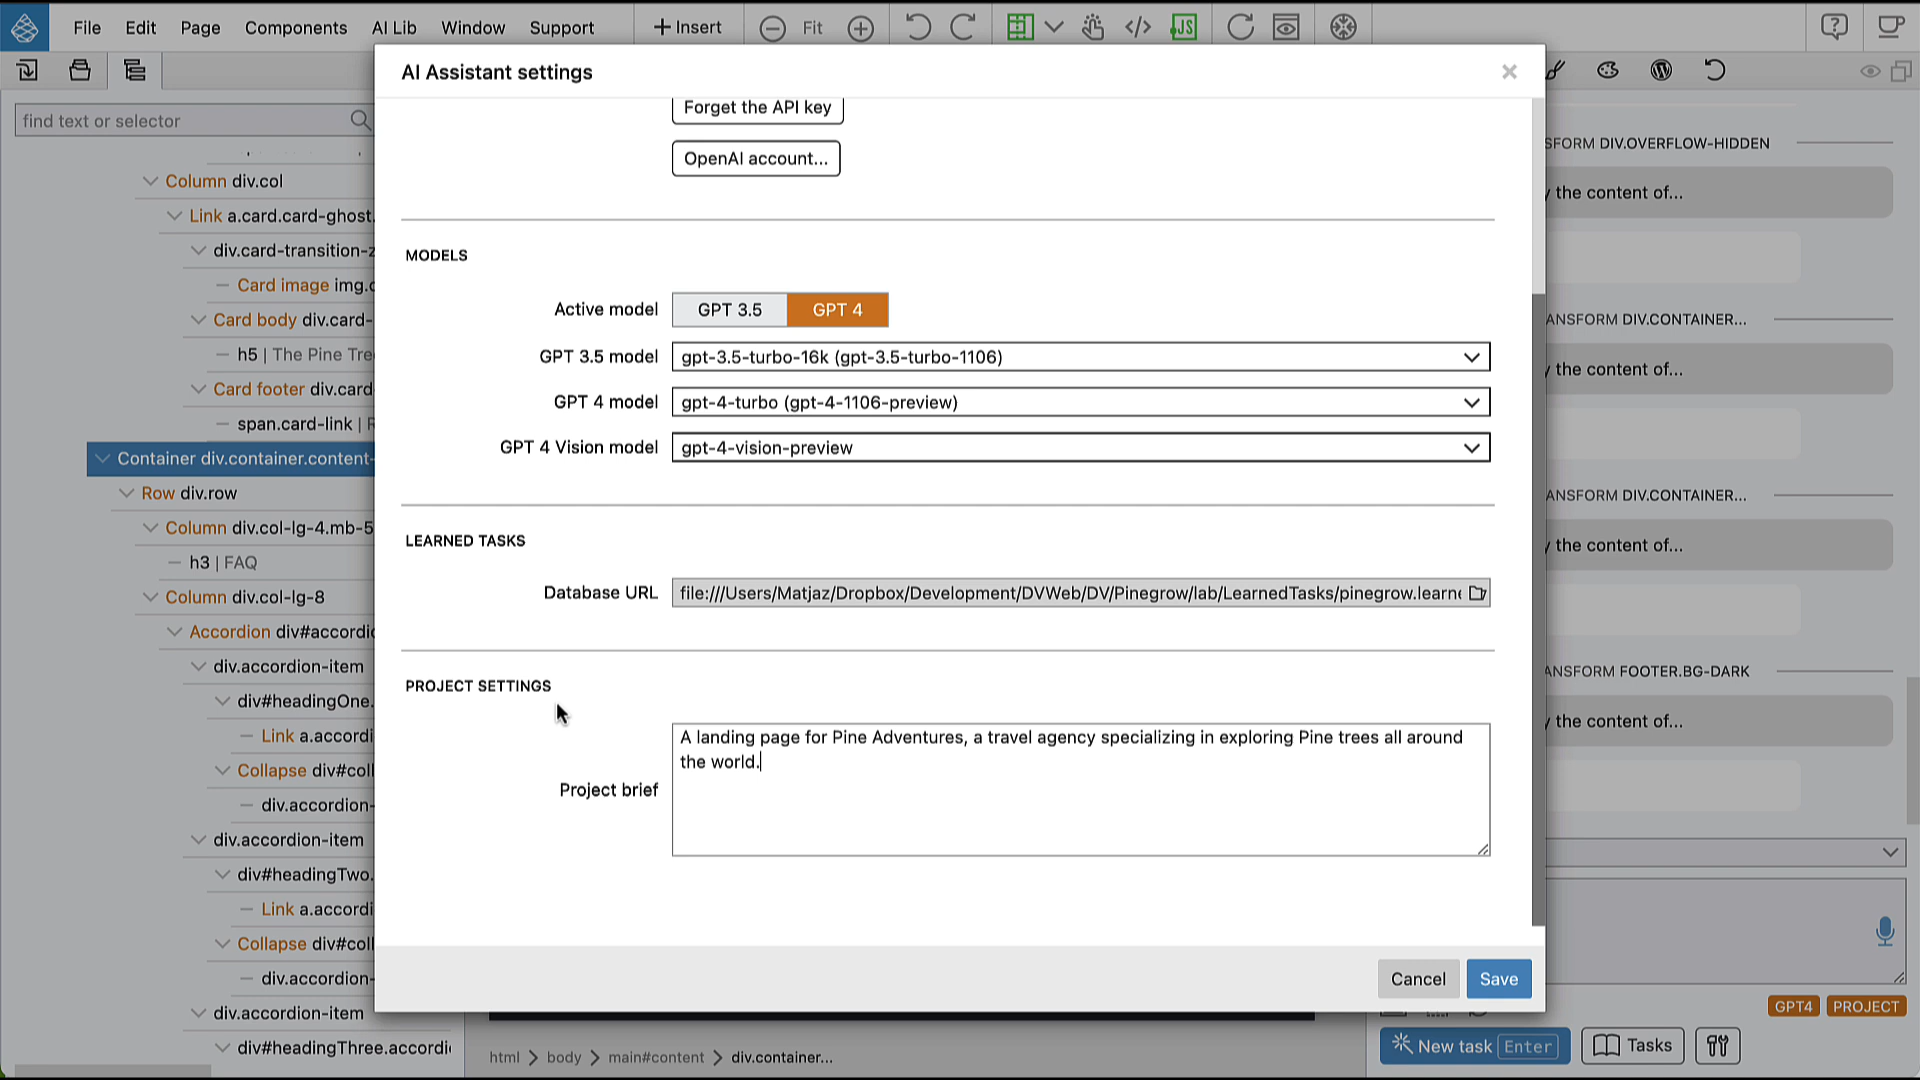 File Edit Page Components AI Lib Window Support + Insert Fit JS
AI Assistant settings
find text or selector
Column div.col
Link a.card.card-ghost.
div.card-transition-z
Card image img.c
Card body div.card-
h5 | The Pine Tre
Card footer div.card
span.card-link | R
Container div.container.content-
Row div.row
Column div.col-lg-4.mb-5
h3 | FAQ
Column div.col-lg-8
Accordion div#accordio
div.accordion-item
div#headingOne.
Link a.accordi
Collapse div#coll
div.accordion-
div.accordion-item
div#headingTwo.
Link a.accordi
Collapse div#coll
div.accordion-
div.accordion-item
div#headingThree.accordi
Forget the API key
OpenAI account...
MODELS
Active model GPT 3.5 GPT 4
GPT 3.5 model gpt-3.5-turbo-16k (gpt-3.5-turbo-1106)
GPT 4 model gpt-4-turbo (gpt-4-1106-preview)
GPT 4 Vision model gpt-4-vision-preview
LEARNED TASKS
Database URL file:///Users/Matjaz/Dropbox/Development/DVWeb/DV/Pinegrow/lab/LearnedTasks/pinegrow.learne
PROJECT SETTINGS
Project brief
A landing page for Pine Adventures, a travel agency specializing in exploring Pine trees all around
the world.
Cancel Save
SFORM DIV.OVERFLOW-HIDDEN
y the content of...
ANSFORM DIV.CONTAINER...
y the content of...
ANSFORM DIV.CONTAINER...
y the content of...
ANSFORM FOOTER.BG-DARK
y the content of...
GPT4 PROJECT
New task Enter Tasks
html > body > main#content > div.container...